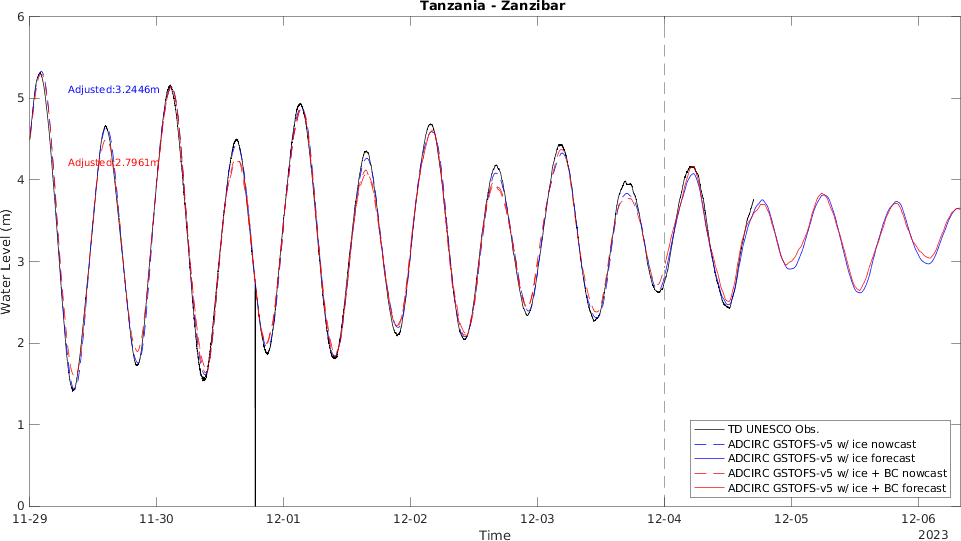 Tanzania - Zanzibar
6
5
4
3
2
1
0
Water Level (m)
Adjusted:3.2446m
Adjusted:2.7961m
TD UNESCO Obs.
ADCIRC GSTOFS-v5 w/ ice nowcast
ADCIRC GSTOFS-v5 w/ ice forecast
ADCIRC GSTOFS-v5 w/ ice + BC nowcast
ADCIRC GSTOFS-v5 w/ ice + BC forecast
11-29 11-30 12-01 12-02 12-03 12-04 12-05 12-06
Time
2023